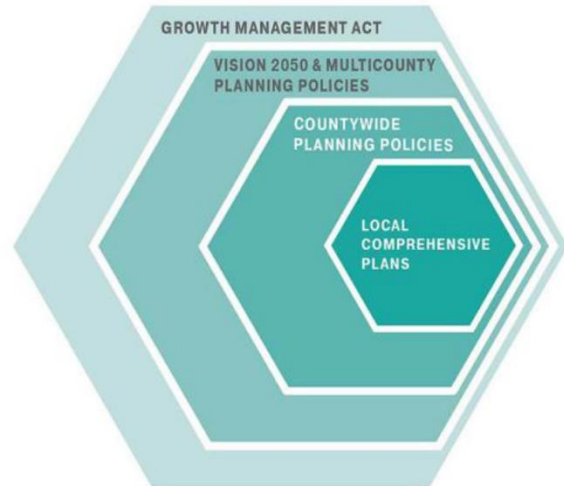 GROWTH MANAGEMENT ACT
VISION 2050 & MULTICOUNTY
PLANNING POLICIES
COUNTYWIDE
PLANNING POLICIES
LOCAL
COMPREHENSIVE
PLANS